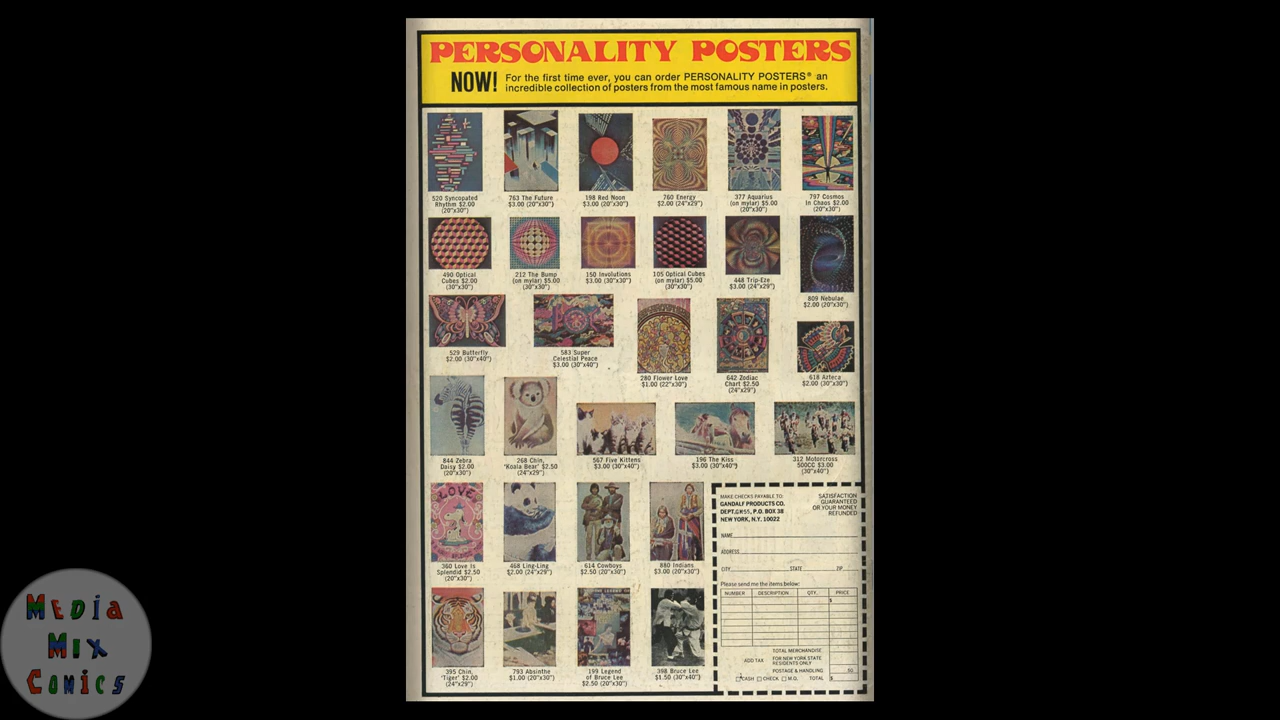 PERSONALITY POSTERS
NOW!
For the first time ever, you can order PERSONALITY POSTERS® an
incredible collection of posters from the most famous name in posters.
520 Syncopated
Rhythm $2.00
(20"x30")
763 The Future
$3.00 (20"x30")
198 Red Noon
$3.00 (20"x30")
760 Energy
$2.00 (24"x29")
377 Aquarius
(on mylar) $5.00
(20"x30")
797 Cosmos
In Chaos $2.00
(20"x30")
490 Optical
Cubes $2.00
(30"x30")
212 The Bump
(on mylar) $5.00
(30"x30")
150 Involutions
$3.00 (30"x30")
105 Optical Cubes
(on mylar) $5.00
(30"x30")
448 Trip-Eze
$3.00 (24"x29")
809 Nebulae
$2.00 (20"x30")
529 Butterfly
$2.00 (30"x40")
583 Super
Celestial Peace
$3.00 (30"x40")
280 Flower Love
$1.00 (22"x30")
642 Zodiac
Chart $2.50
(24"x29")
618 Azteca
$2.00 (30"x30")
844 Zebra
Daisy $2.00
(20"x30")
268 Chin,
'Koala Bear' $2.50
(24"x29")
567 Five Kittens
$3.00 (30"x40")
196 The Kiss
$3.00 (30"x40")
312 Motorcross
500CC $3.00
(30"x40")
LOVE
360 Love Is
Splendid $2.50
(20"x30")
468 Ling-Ling
$2.00 (24"x29")
614 Cowboys
$2.50 (20"x30")
880 Indians
$3.00 (20"x30")
395 Chin,
'Tiger' $2.00
(24"x29")
793 Absinthe
$1.00 (20"x30")
199 Legend
of Bruce Lee
$2.50 (20"x30")
398 Bruce Lee
$1.50 (30"x40")
MAKE CHECKS PAYABLE TO:
GANDALF PRODUCTS CO.
DEPT. P.O. BOX 38
NEW YORK, N.Y. 10022
SATISFACTION
GUARANTEED
OR YOUR MONEY
REFUNDED
NAME
ADDRESS
CITY STATE ZIP
Please send me the items below:
NUMBER DESCRIPTION QTY. PRICE
$
TOTAL MERCHANDISE
ADD TAX FOR NEW YORK STATE
RESIDENTS ONLY
POSTAGE & HANDLING .50
CASH CHECK M.O. TOTAL $
MEDIA
MIX
COMICS